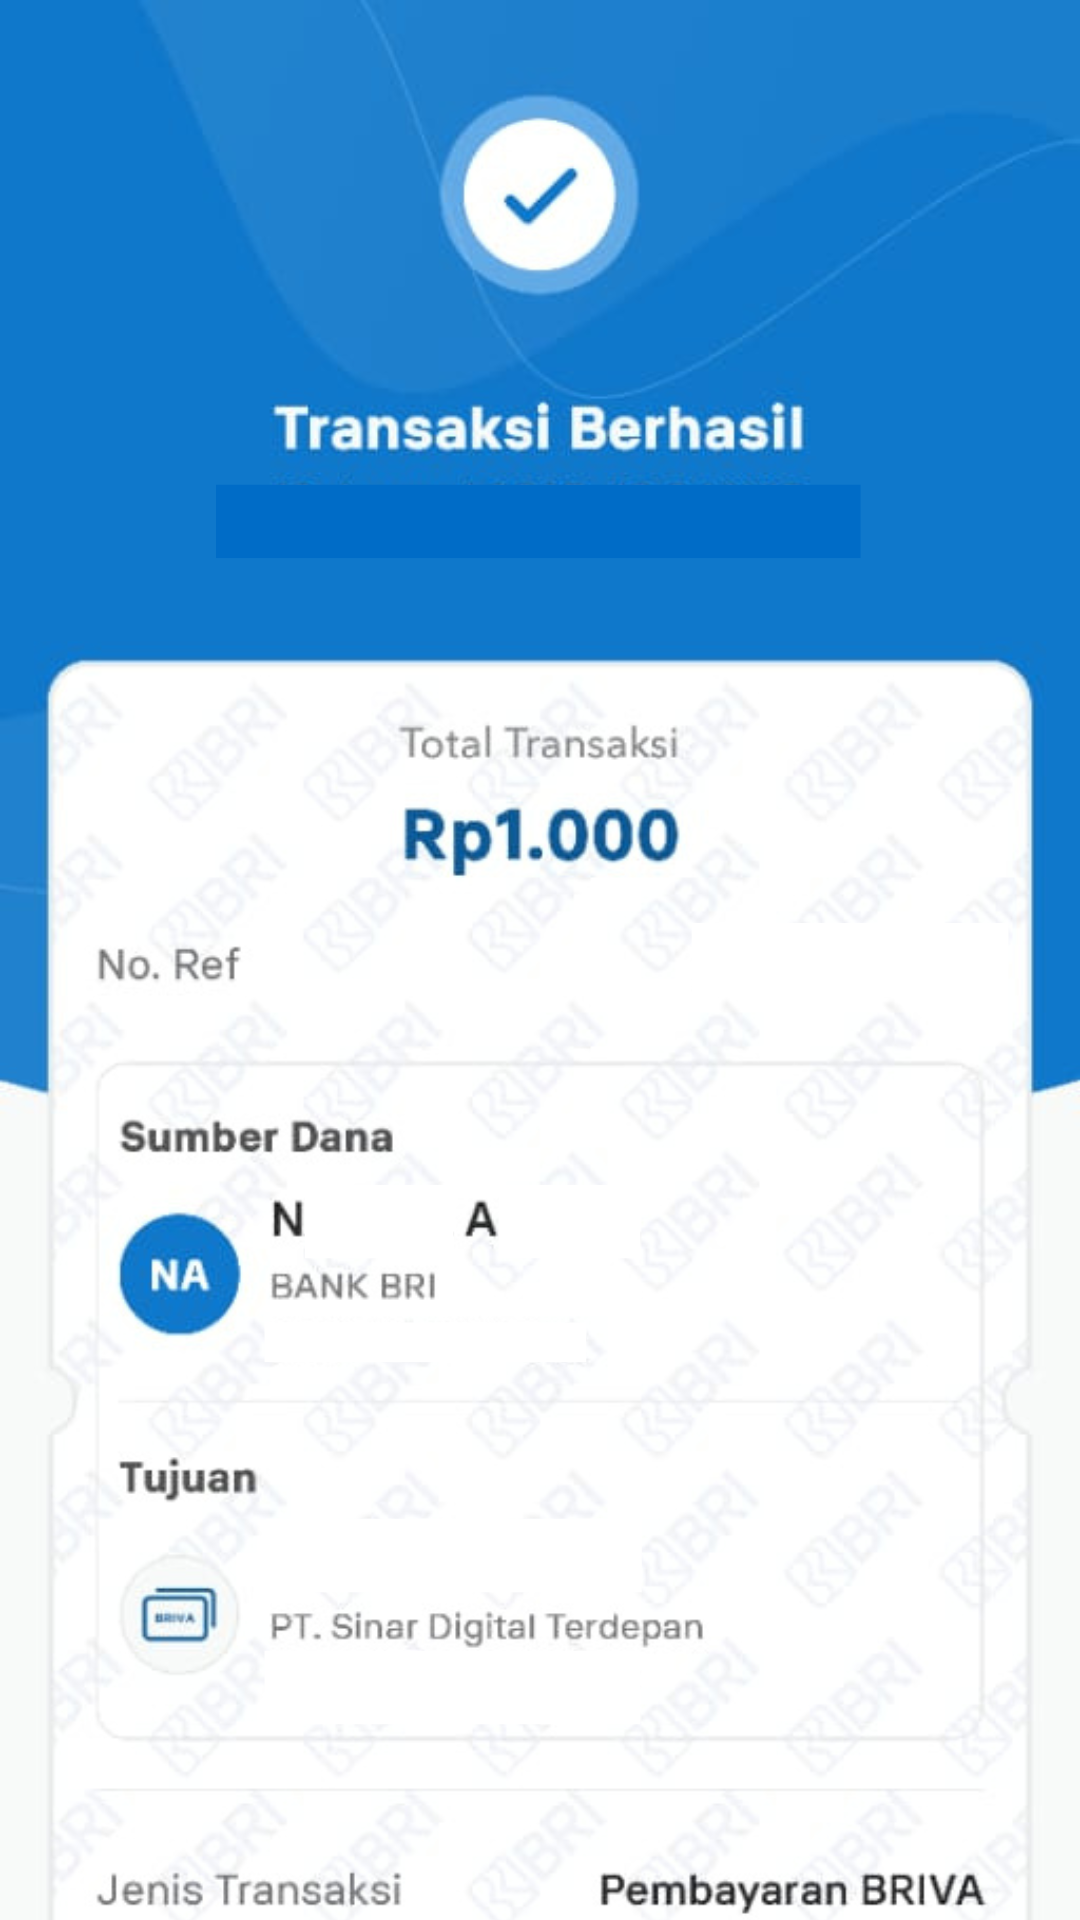 Transaksi Berhasil
Total Transaksi
Rp1.000
No. Ref
Sumber Dana
N A
NA
BANK BRI
Tujuan
BRIVA
PT. Sinar Digital Terdepan
Jenis Transaksi Pembayaran BRIVA